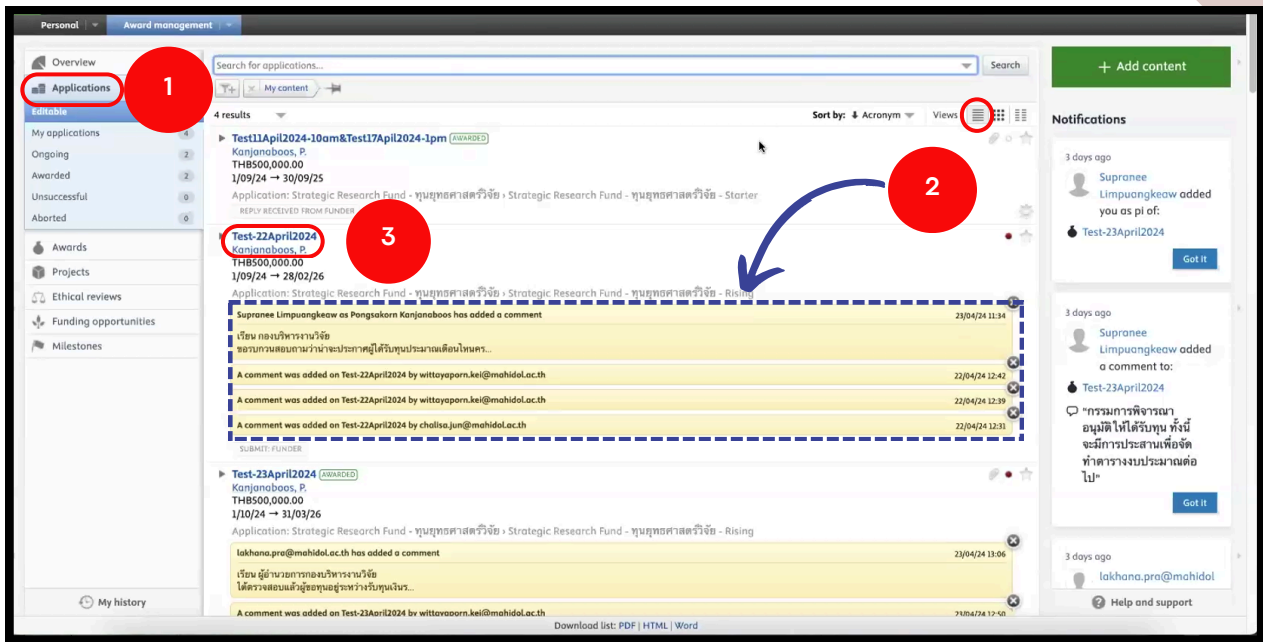 Personal
Award management
Overview
Applications
1
Editable
My applications 4
Ongoing 2
Awarded 2
Unsuccessful 0
Aborted 0
Awards
Projects
Ethical reviews
Funding opportunities
Milestones
My history
Search for applications...
Search
My content
4 results
Sort by: Acronym
Views
Test11Apil2024-10am&Test17Apil2024-1pm AWARDED
Kanjanaboos, P.
THB500,000.00
1/09/24 → 30/09/25
Application: Strategic Research Fund - ทุนยุทธศาสตร์วิจัย › Strategic Research Fund - ทุนยุทธศาสตร์วิจัย - Starter
REPLY RECEIVED FROM FUNDER
2
3
Test-22April2024
Kanjanaboos, P.
THB500,000.00
1/09/24 → 28/02/26
Application: Strategic Research Fund - ทุนยุทธศาสตร์วิจัย › Strategic Research Fund - ทุนยุทธศาสตร์วิจัย - Rising
Supranee Limpuangkeaw as Pongsakorn Kanjanaboos has added a comment 23/04/24 11:34
เรียน กองบริหารงานวิจัย
ขอรบกวนสอบถามว่าน่าจะประกาศผู้ได้รับทุนประมาณเดือนไหนคร...
A comment was added on Test-22April2024 by wittayaporn.kei@mahidol.ac.th 22/04/24 12:42
A comment was added on Test-22April2024 by wittayaporn.kei@mahidol.ac.th 22/04/24 12:39
A comment was added on Test-22April2024 by chalisa.jun@mahidol.ac.th 22/04/24 12:31
SUBMIT: FUNDER
Test-23April2024 AWARDED
Kanjanaboos, P.
THB500,000.00
1/10/24 → 31/03/26
Application: Strategic Research Fund - ทุนยุทธศาสตร์วิจัย › Strategic Research Fund - ทุนยุทธศาสตร์วิจัย - Rising
lakhana.pra@mahidol.ac.th has added a comment 23/04/24 13:06
เรียน ผู้อำนวยการกองบริหารงานวิจัย
ได้ตรวจสอบแล้วผู้ขอทุนอยู่ระหว่างรับทุนเงินร...
A comment was added on Test-23April2024 by wittayaporn.kei@mahidol.ac.th 23/04/24 12:50
Download list: PDF | HTML | Word
+ Add content
Notifications
3 days ago
Supranee
Limpuangkeaw added
you as pi of:
Test-23April2024
Got it
3 days ago
Supranee
Limpuangkeaw added
a comment to:
Test-23April2024
"กรรมการพิจารณา
อนุมัติให้ได้รับทุน ทั้งนี้
จะมีการประสานเพื่อจัด
ทำตารางงบประมาณต่อ
ไป"
Got it
3 days ago
lakhana.pra@mahidol
Help and support